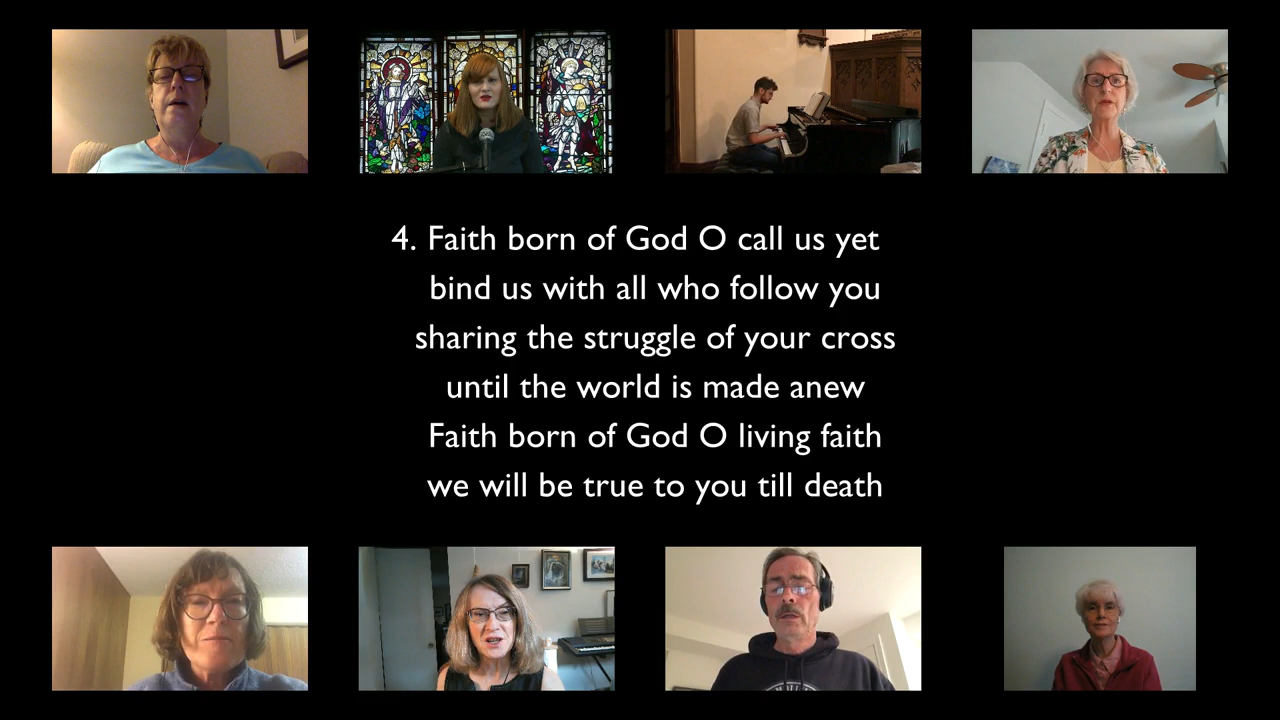 4. Faith born of God O call us yet
bind us with all who follow you
sharing the struggle of your cross
until the world is made anew
Faith born of God O living faith
we will be true to you till death